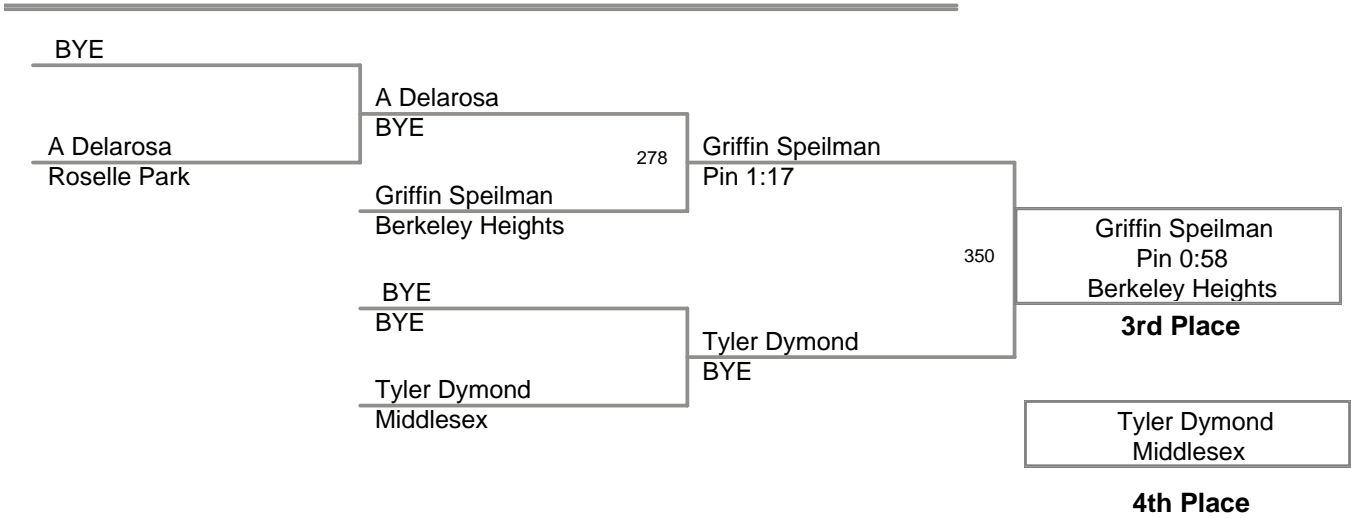 BYE
A Delarosa
BYE
A Delarosa
Roselle Park
278
Griffin Speilman
Pin 1:17
Griffin Speilman
Berkeley Heights
350
Griffin Speilman
Pin 0:58
Berkeley Heights
3rd Place
BYE
BYE
Tyler Dymond
BYE
Tyler Dymond
Middlesex
Tyler Dymond
Middlesex
4th Place